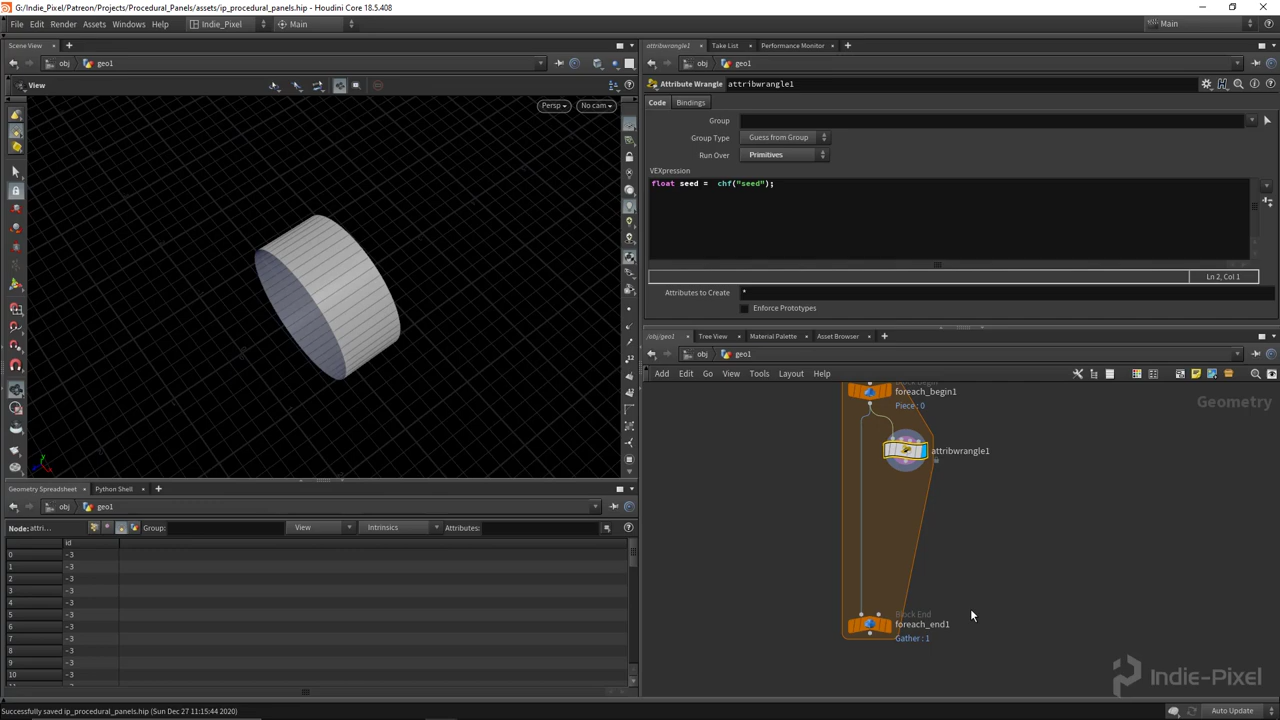 G:/Indie_Pixel/Patreon/Projects/Procedural_Panels/assets/ip_procedural_panels.hip - Houdini Core 18.5.408
File Edit Render Assets Windows Help Indie_Pixel Main Main
Scene View
obj geo1
View
Persp No cam
Geometry Spreadsheet Python Shell
obj geo1
Node: attri... Group: View Intrinsics Attributes:
id
0 -3
1 -3
2 -3
3 -3
4 -3
5 -3
6 -3
7 -3
8 -3
9 -3
10 -3
attribwrangle1 Take List Performance Monitor
obj geo1
Attribute Wrangle attribwrangle1
Code Bindings
Group
Group Type Guess from Group
Run Over Primitives
VEXpression
float seed = chf("seed");
Ln 2, Col 1
Attributes to Create *
Enforce Prototypes
/obj/geo1 Tree View Material Palette Asset Browser
obj geo1
Add Edit Go View Tools Layout Help
Geometry
Block Begin
foreach_begin1
Piece : 0
attribwrangle1
Block End
foreach_end1
Gather : 1
Indie-Pixel
Successfully saved ip_procedural_panels.hip (Sun Dec 27 11:15:44 2020)
Auto Update